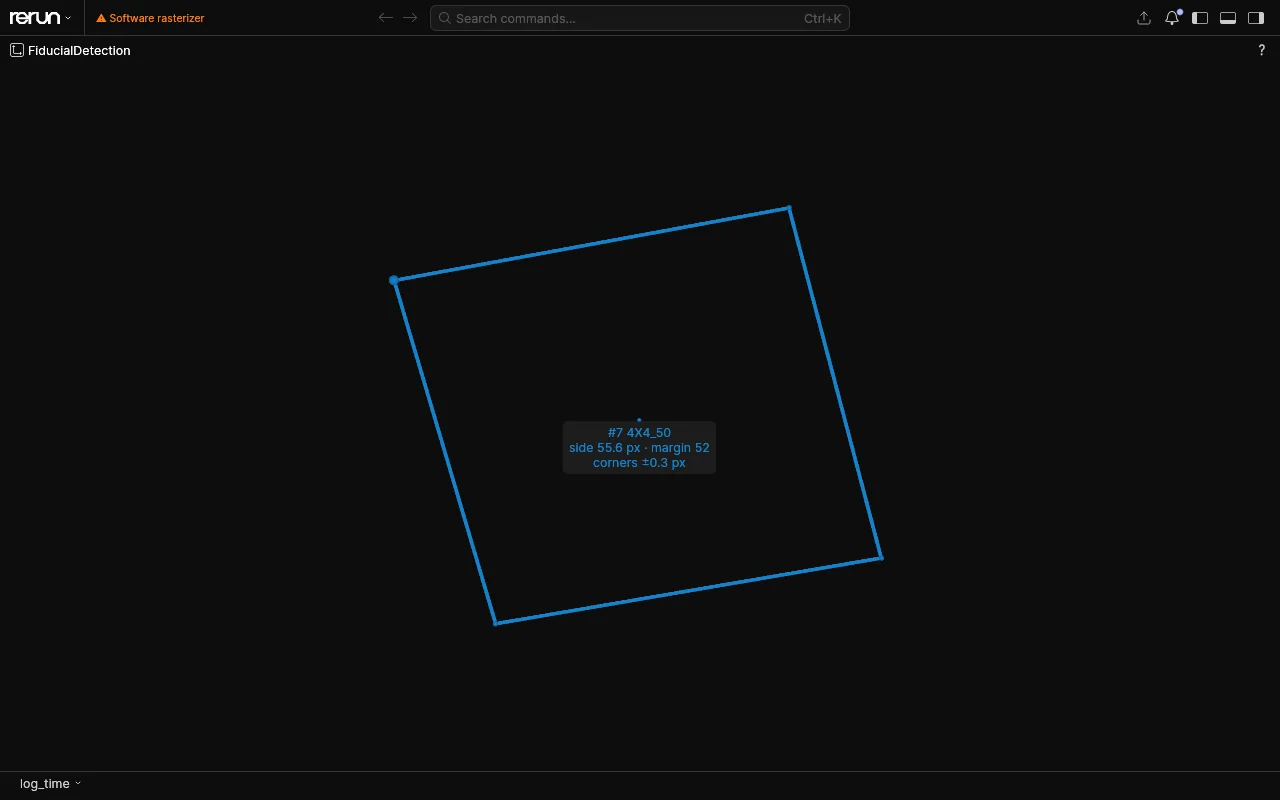 rerun
Software rasterizer
Search commands...
Ctrl+K
FiducialDetection
?
#7 4X4_50
side 55.6 px · margin 52
corners ±0.3 px
log_time